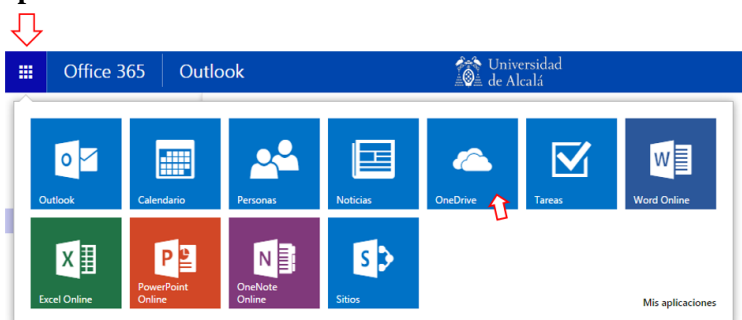 Office 365 Outlook Universidad
de Alcalá
Outlook Calendario Personas Noticias OneDrive Tareas Word Online
Excel Online PowerPoint
Online OneNote
Online Sitios
Mis aplicaciones